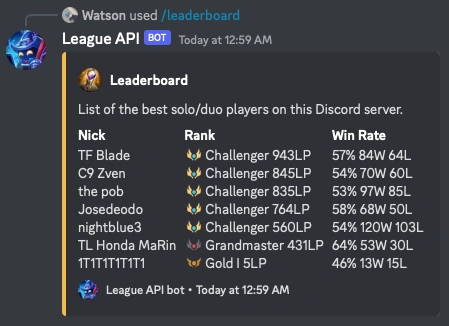 Watson used /leaderboard
League API BOT Today at 12:59 AM
Leaderboard
List of the best solo/duo players on this Discord server.
Nick Rank Win Rate
TF Blade Challenger 943LP 57% 84W 64L
C9 Zven Challenger 845LP 54% 70W 60L
the pob Challenger 835LP 53% 97W 85L
Josedeodo Challenger 764LP 58% 68W 50L
nightblue3 Challenger 560LP 54% 120W 103L
TL Honda MaRin Grandmaster 431LP 64% 53W 30L
1T1T1T1T1T1 Gold I 5LP 46% 13W 15L
League API bot • Today at 12:59 AM